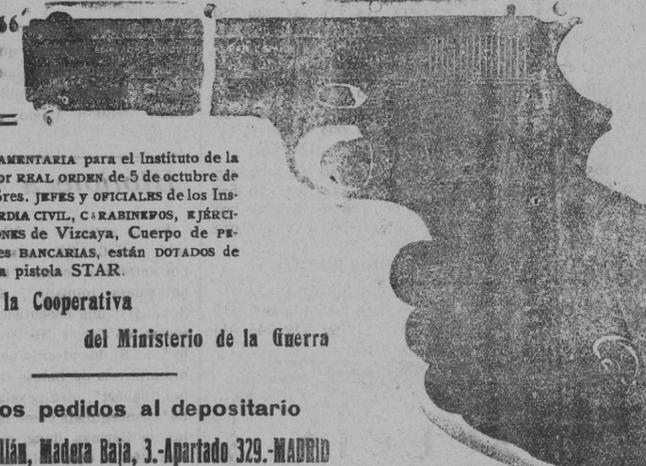 AMENTARIA para el Instituto de la
or REAL ORDEN de 5 de octubre de
Sres. JEFES y OFICIALES de los Ins-
RDIA CIVIL, CARABINEROS, EJÉRCI-
ONES de Vizcaya, Cuerpo de PE-
es BANCARIAS, están DOTADOS de
a pistola STAR.
la Cooperativa
del Ministerio de la Guerra
os pedidos al depositario
llán, Madera Baja, 3.-Apartado 329.-MADRID